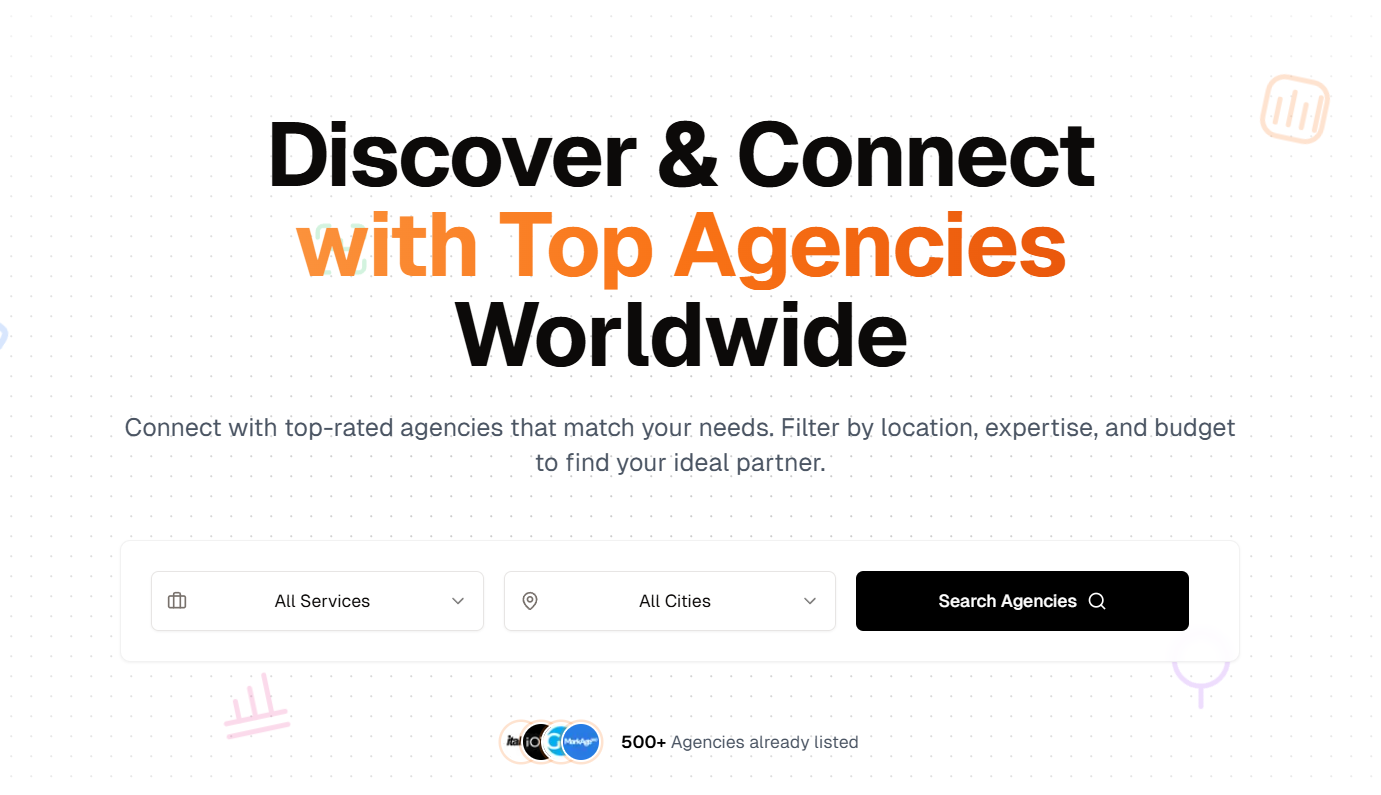 Discover & Connect
with Top Agencies
Worldwide
Connect with top-rated agencies that match your needs. Filter by location, expertise, and budget
to find your ideal partner.
All Services
All Cities
Search Agencies
500+ Agencies already listed